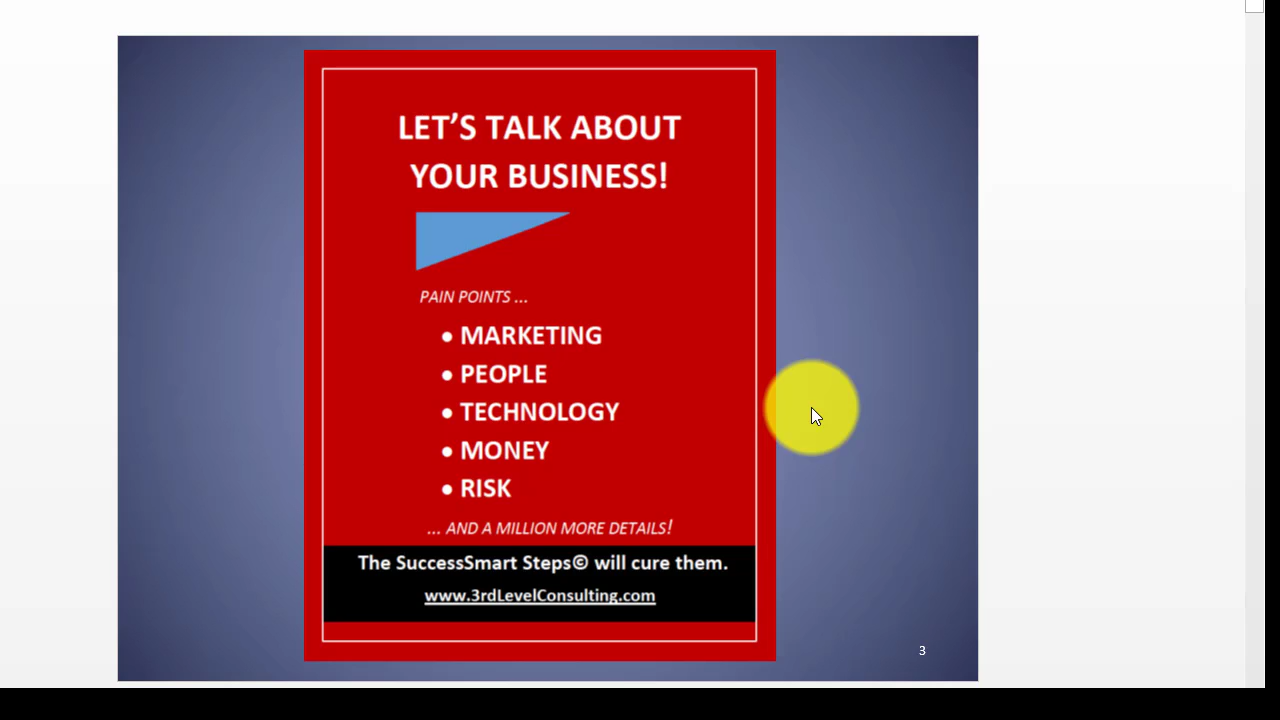 LET’S TALK ABOUT
YOUR BUSINESS!
PAIN POINTS ...
• MARKETING
• PEOPLE
• TECHNOLOGY
• MONEY
• RISK
... AND A MILLION MORE DETAILS!
The SuccessSmart Steps© will cure them.
www.3rdLevelConsulting.com
3